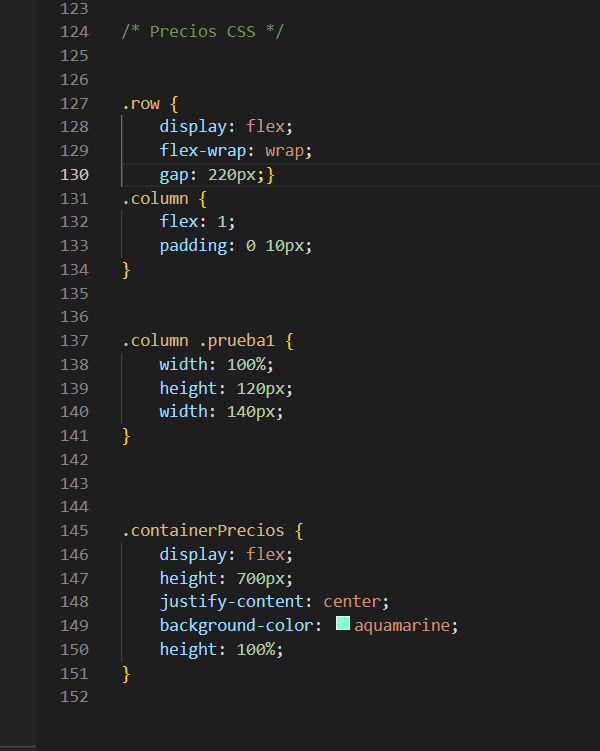 123
124 /* Precios CSS */
125
126
127 .row {
128     display: flex;
129     flex-wrap: wrap;
130     gap: 220px;}
131 .column {
132     flex: 1;
133     padding: 0 10px;
134 }
135
136
137 .column .prueba1 {
138     width: 100%;
139     height: 120px;
140     width: 140px;
141 }
142
143
144
145 .containerPrecios {
146     display: flex;
147     height: 700px;
148     justify-content: center;
149     background-color: aquamarine;
150     height: 100%;
151 }
152